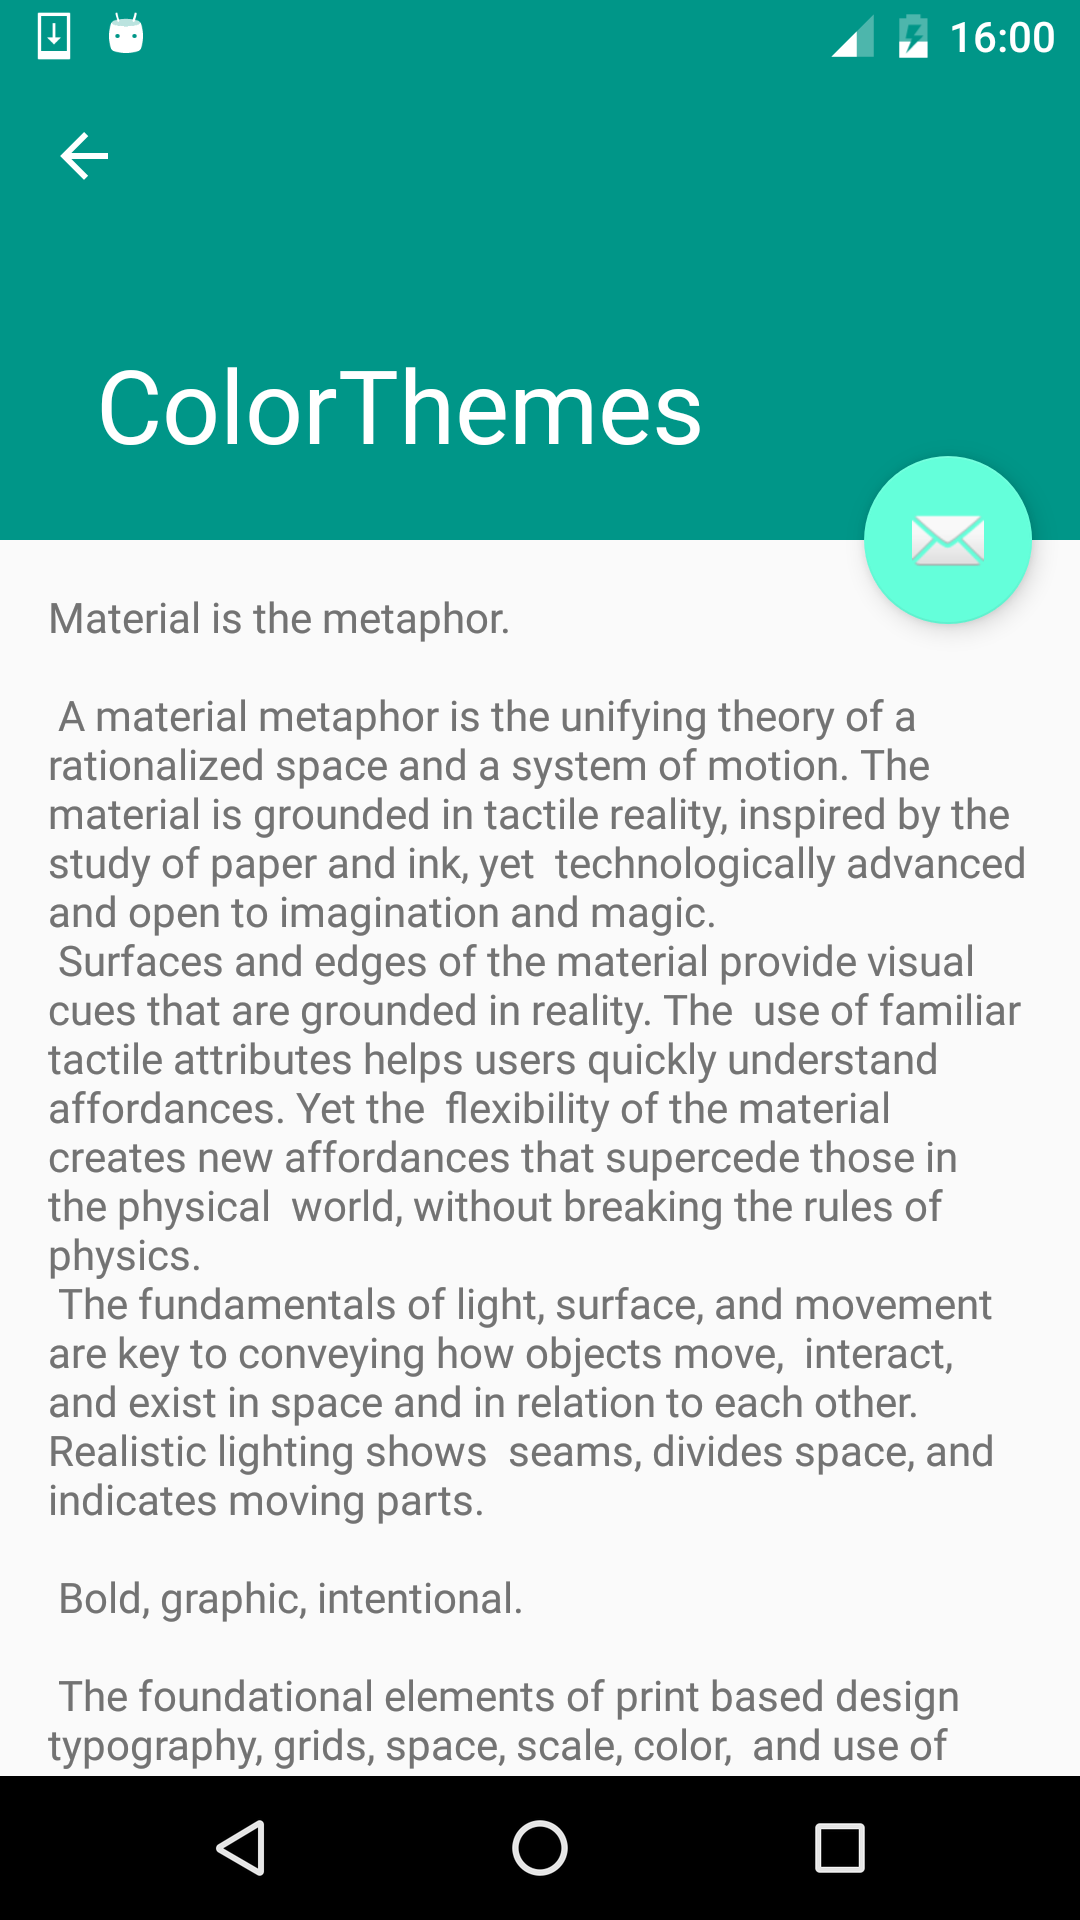 16:00
ColorThemes
Material is the metaphor.
A material metaphor is the unifying theory of a
rationalized space and a system of motion. The
material is grounded in tactile reality, inspired by the
study of paper and ink, yet  technologically advanced
and open to imagination and magic.
Surfaces and edges of the material provide visual
cues that are grounded in reality. The  use of familiar
tactile attributes helps users quickly understand
affordances. Yet the  flexibility of the material
creates new affordances that supercede those in
the physical  world, without breaking the rules of
physics.
The fundamentals of light, surface, and movement
are key to conveying how objects move,  interact,
and exist in space and in relation to each other.
Realistic lighting shows  seams, divides space, and
indicates moving parts.
Bold, graphic, intentional.
The foundational elements of print based design
typography, grids, space, scale, color,  and use of